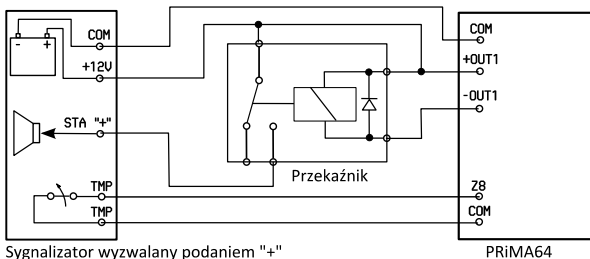 COM
COM
- +
+12V
+OUT1
-OUT1
STA "+"
Przekaźnik
TMP
Z8
TMP
COM
Sygnalizator wyzwalany podaniem "+"
PRiMA64